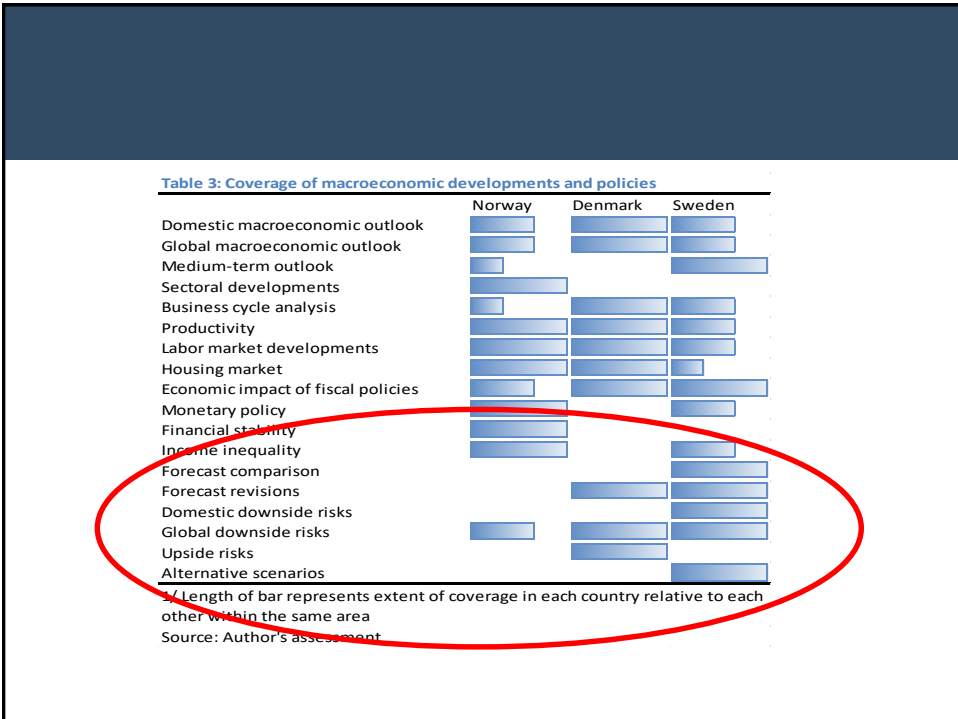 Table 3: Coverage of macroeconomic developments and policies
Norway Denmark Sweden
Domestic macroeconomic outlook
Global macroeconomic outlook
Medium-term outlook
Sectoral developments
Business cycle analysis
Productivity
Labor market developments
Housing market
Economic impact of fiscal policies
Monetary policy
Financial stability
Income inequality
Forecast comparison
Forecast revisions
Domestic downside risks
Global downside risks
Upside risks
Alternative scenarios
1/ Length of bar represents extent of coverage in each country relative to each
other within the same area
Source: Author's assessment